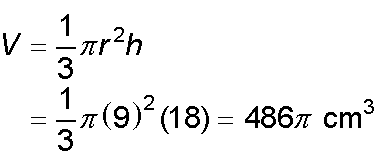 V = 1/3 πr²h
= 1/3 π(9)²(18) = 486π cm³